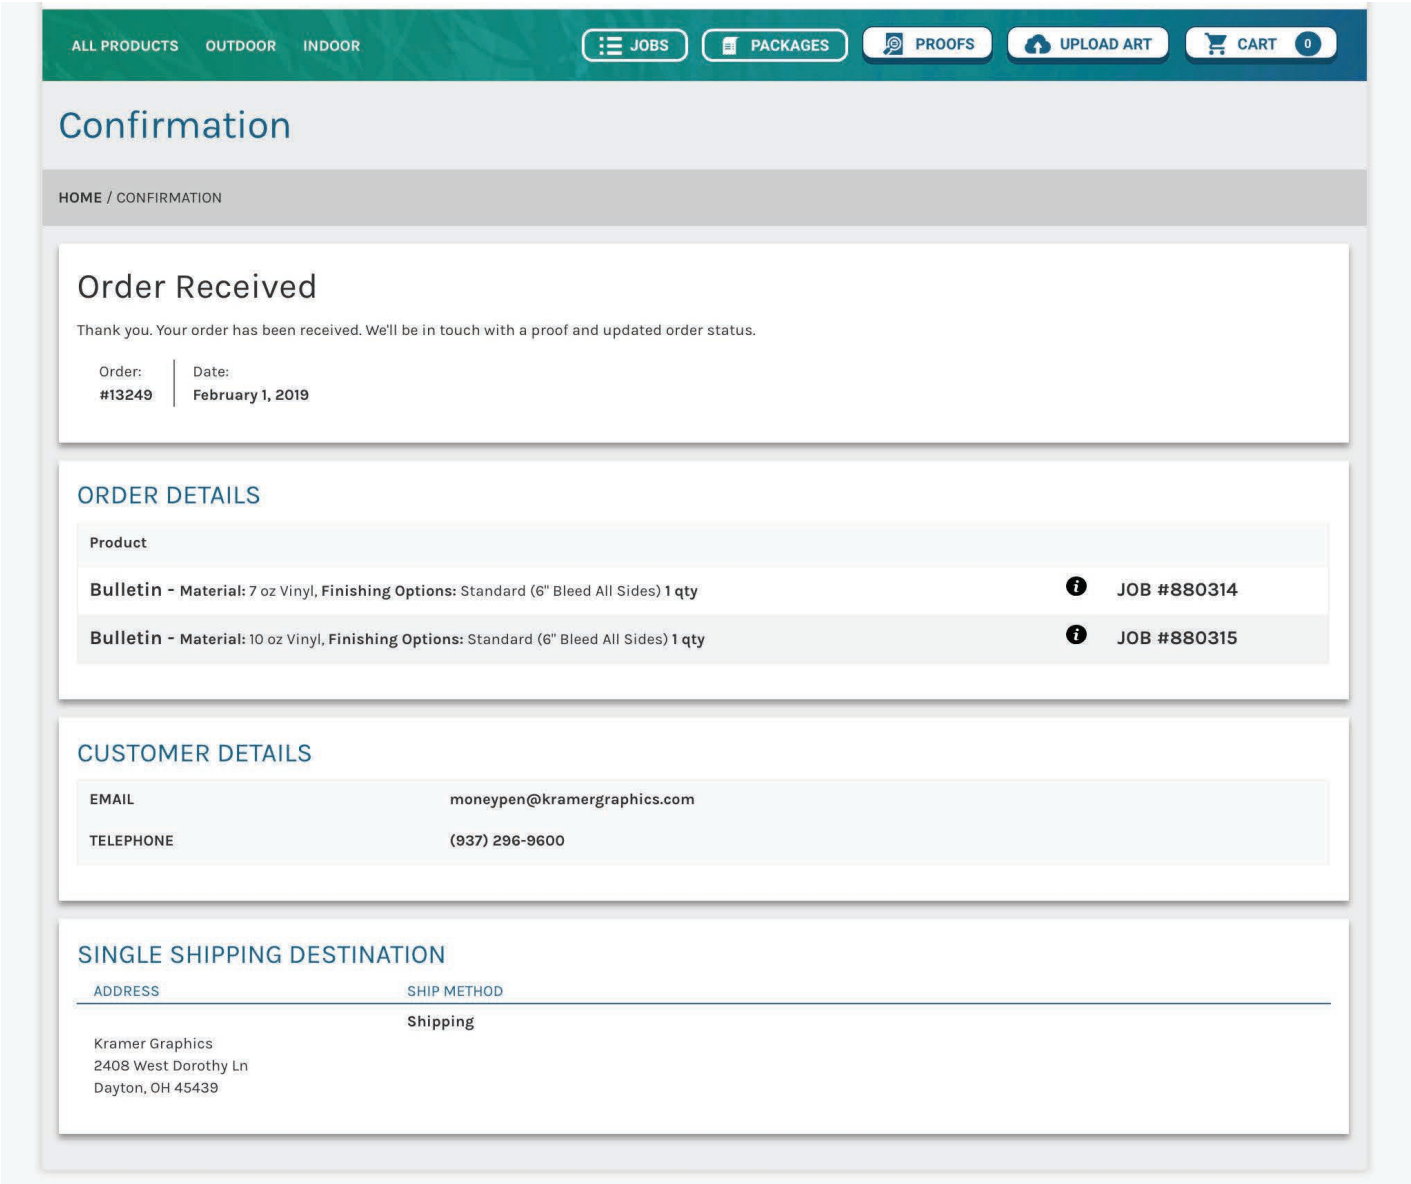 ALL PRODUCTS OUTDOOR INDOOR JOBS PACKAGES PROOFS UPLOAD ART CART 0
Confirmation
HOME / CONFIRMATION
Order Received
Thank you. Your order has been received. We'll be in touch with a proof and updated order status.
Order: Date:
#13249 February 1, 2019
ORDER DETAILS
Product
Bulletin - Material: 7 oz Vinyl, Finishing Options: Standard (6" Bleed All Sides) 1 qty i JOB #880314
Bulletin - Material: 10 oz Vinyl, Finishing Options: Standard (6" Bleed All Sides) 1 qty i JOB #880315
CUSTOMER DETAILS
EMAIL moneypen@kramergraphics.com
TELEPHONE (937) 296-9600
SINGLE SHIPPING DESTINATION
ADDRESS SHIP METHOD
Shipping
Kramer Graphics
2408 West Dorothy Ln
Dayton, OH 45439